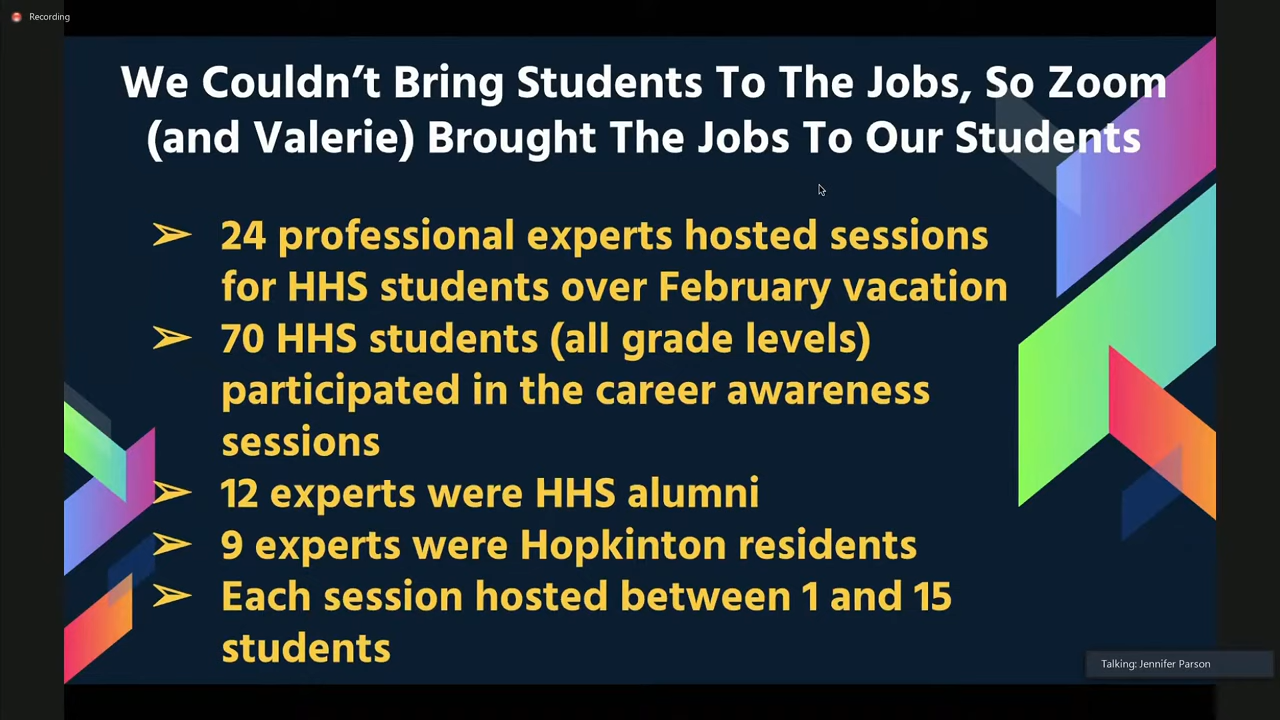 Recording
We Couldn’t Bring Students To The Jobs, So Zoom
(and Valerie) Brought The Jobs To Our Students
➢ 24 professional experts hosted sessions
for HHS students over February vacation
➢ 70 HHS students (all grade levels)
participated in the career awareness
sessions
➢ 12 experts were HHS alumni
➢ 9 experts were Hopkinton residents
➢ Each session hosted between 1 and 15
students
Talking: Jennifer Parson